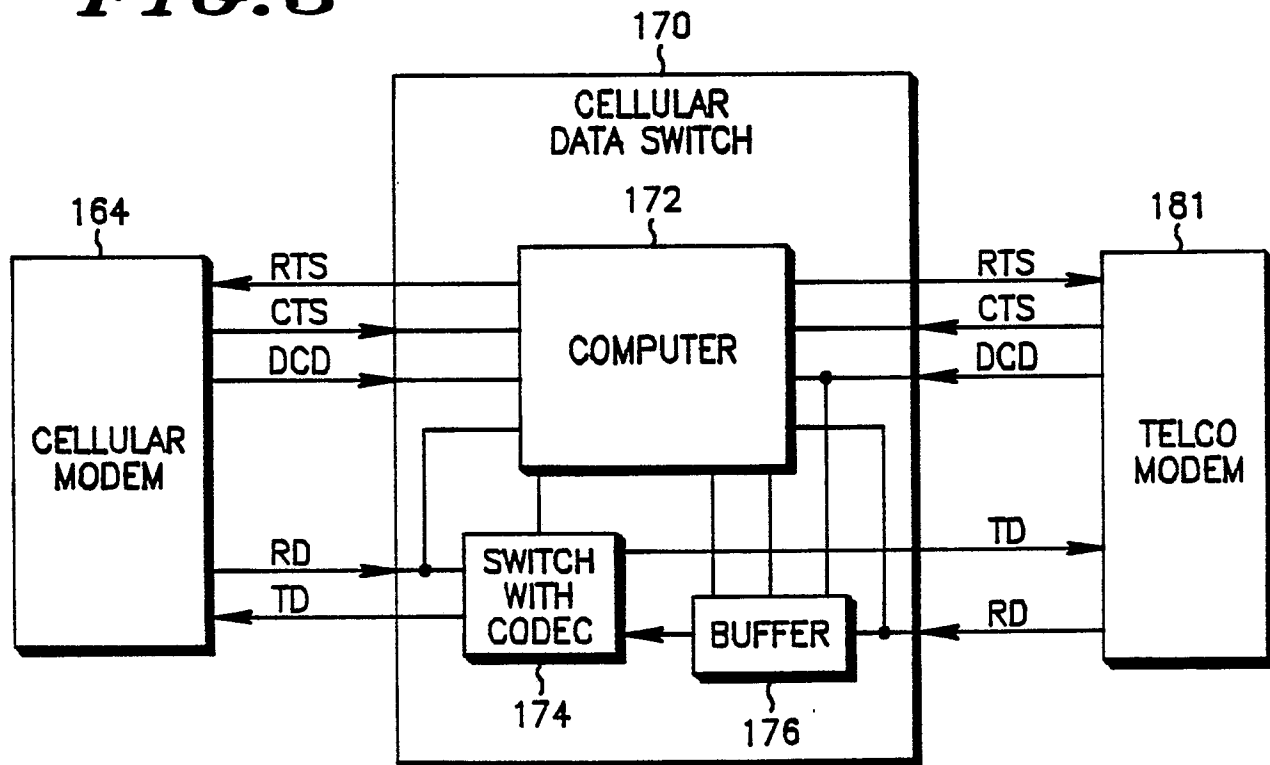 170
CELLULAR
DATA SWITCH
164
172
181
RTS
RTS
CTS
CTS
DCD
DCD
COMPUTER
CELLULAR
MODEM
TELCO
MODEM
RD
TD
TD
RD
SWITCH
WITH
CODEC
BUFFER
174
176